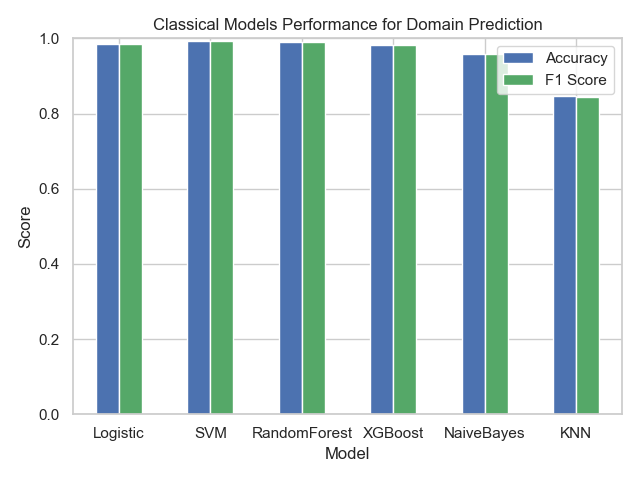 Classical Models Performance for Domain Prediction
Accuracy
F1 Score
Score
1.0
0.8
0.6
0.4
0.2
0.0
Logistic SVM RandomForest XGBoost NaiveBayes KNN
Model